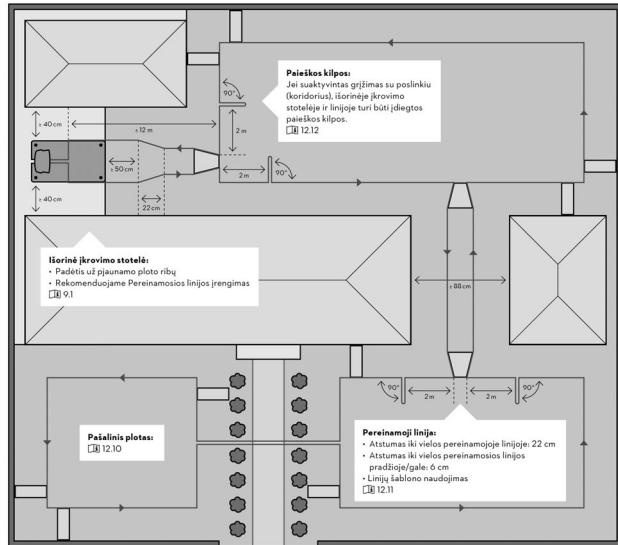 Paieškos kilpos:
Jei suaktyvintas grįžimas su poslinkiu
(koridorius), išorinėje įkrovimo
stotelėje ir linijoje turi būti įdiegtos
paieškos kilpos.
12.12
90°
≥ 40 cm
≤ 12 m
2 m
≥ 50 cm
2 m
90°
≥ 40 cm
22 cm
Išorinė įkrovimo stotelė:
• Padėtis už pjaunamo ploto ribų
• Rekomenduojame Pereinamosios linijos įrengimas
9.1
≥ 88 cm
90°
2 m
2 m
90°
Pašalinis plotas:
12.10
Pereinamoji linija:
• Atstumas iki vielos pereinamojoje linijoje: 22 cm
• Atstumas iki vielos pereinamosios linijos
pradžioje/gale: 6 cm
• Linijų šablono naudojimas
12.11